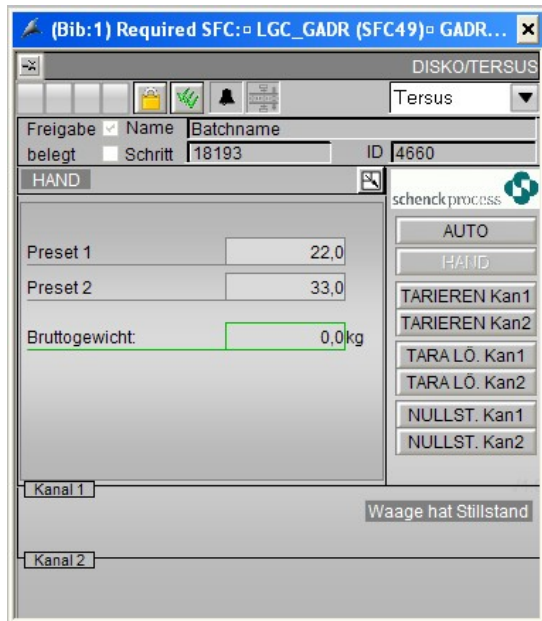 (Bib:1) Required SFC:▫ LGC_GADR (SFC49)▫ GADR...
DISKO/TERSUS
Tersus
Freigabe Name Batchname
belegt Schritt 18193 ID 4660
HAND
schenck process
AUTO
HAND
Preset 1 22,0
Preset 2 33,0
TARIEREN Kan1
TARIEREN Kan2
Bruttogewicht: 0,0 kg
TARA LÖ. Kan1
TARA LÖ. Kan2
NULLST. Kan1
NULLST. Kan2
Kanal 1
Waage hat Stillstand
Kanal 2